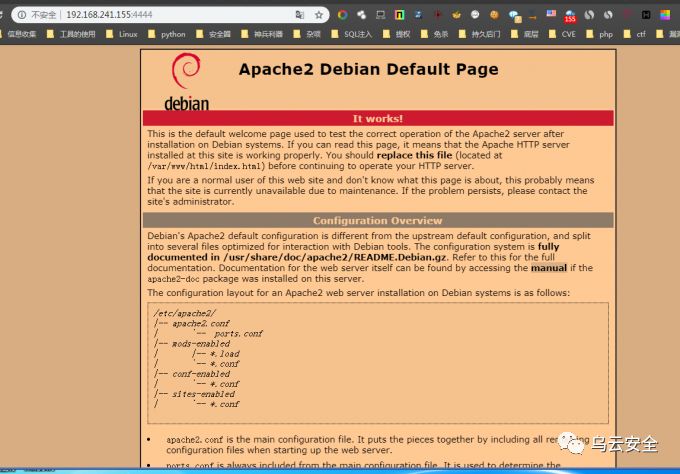 不安全 | 192.168.241.155:4444
信息收集 工具的使用 Linux python 安全圈 神兵利器 杂项 SQL注入 提权 免杀 持久后门 底层 CVE php ctf
155
debian
Apache2 Debian Default Page
It works!
This is the default welcome page used to test the correct operation of the Apache2 server after
installation on Debian systems. If you can read this page, it means that the Apache HTTP server
installed at this site is working properly. You should replace this file (located at
/var/www/html/index.html) before continuing to operate your HTTP server.
If you are a normal user of this web site and don't know what this page is about, this probably means
that the site is currently unavailable due to maintenance. If the problem persists, please contact the
site's administrator.
Configuration Overview
Debian's Apache2 default configuration is different from the upstream default configuration, and split
into several files optimized for interaction with Debian tools. The configuration system is fully
documented in /usr/share/doc/apache2/README.Debian.gz. Refer to this for the full
documentation. Documentation for the web server itself can be found by accessing the manual if the
apache2-doc package was installed on this server.
The configuration layout for an Apache2 web server installation on Debian systems is as follows:
/etc/apache2/
|-- apache2.conf
|       `--  ports.conf
|-- mods-enabled
|       |-- *.load
|       `-- *.conf
|-- conf-enabled
|       `-- *.conf
|-- sites-enabled
|       `-- *.conf
• apache2.conf is the main configuration file. It puts the pieces together by including all
configuration files when starting up the web server.
• ports.conf is always included from the main configuration file. It is used to determine the
乌云安全